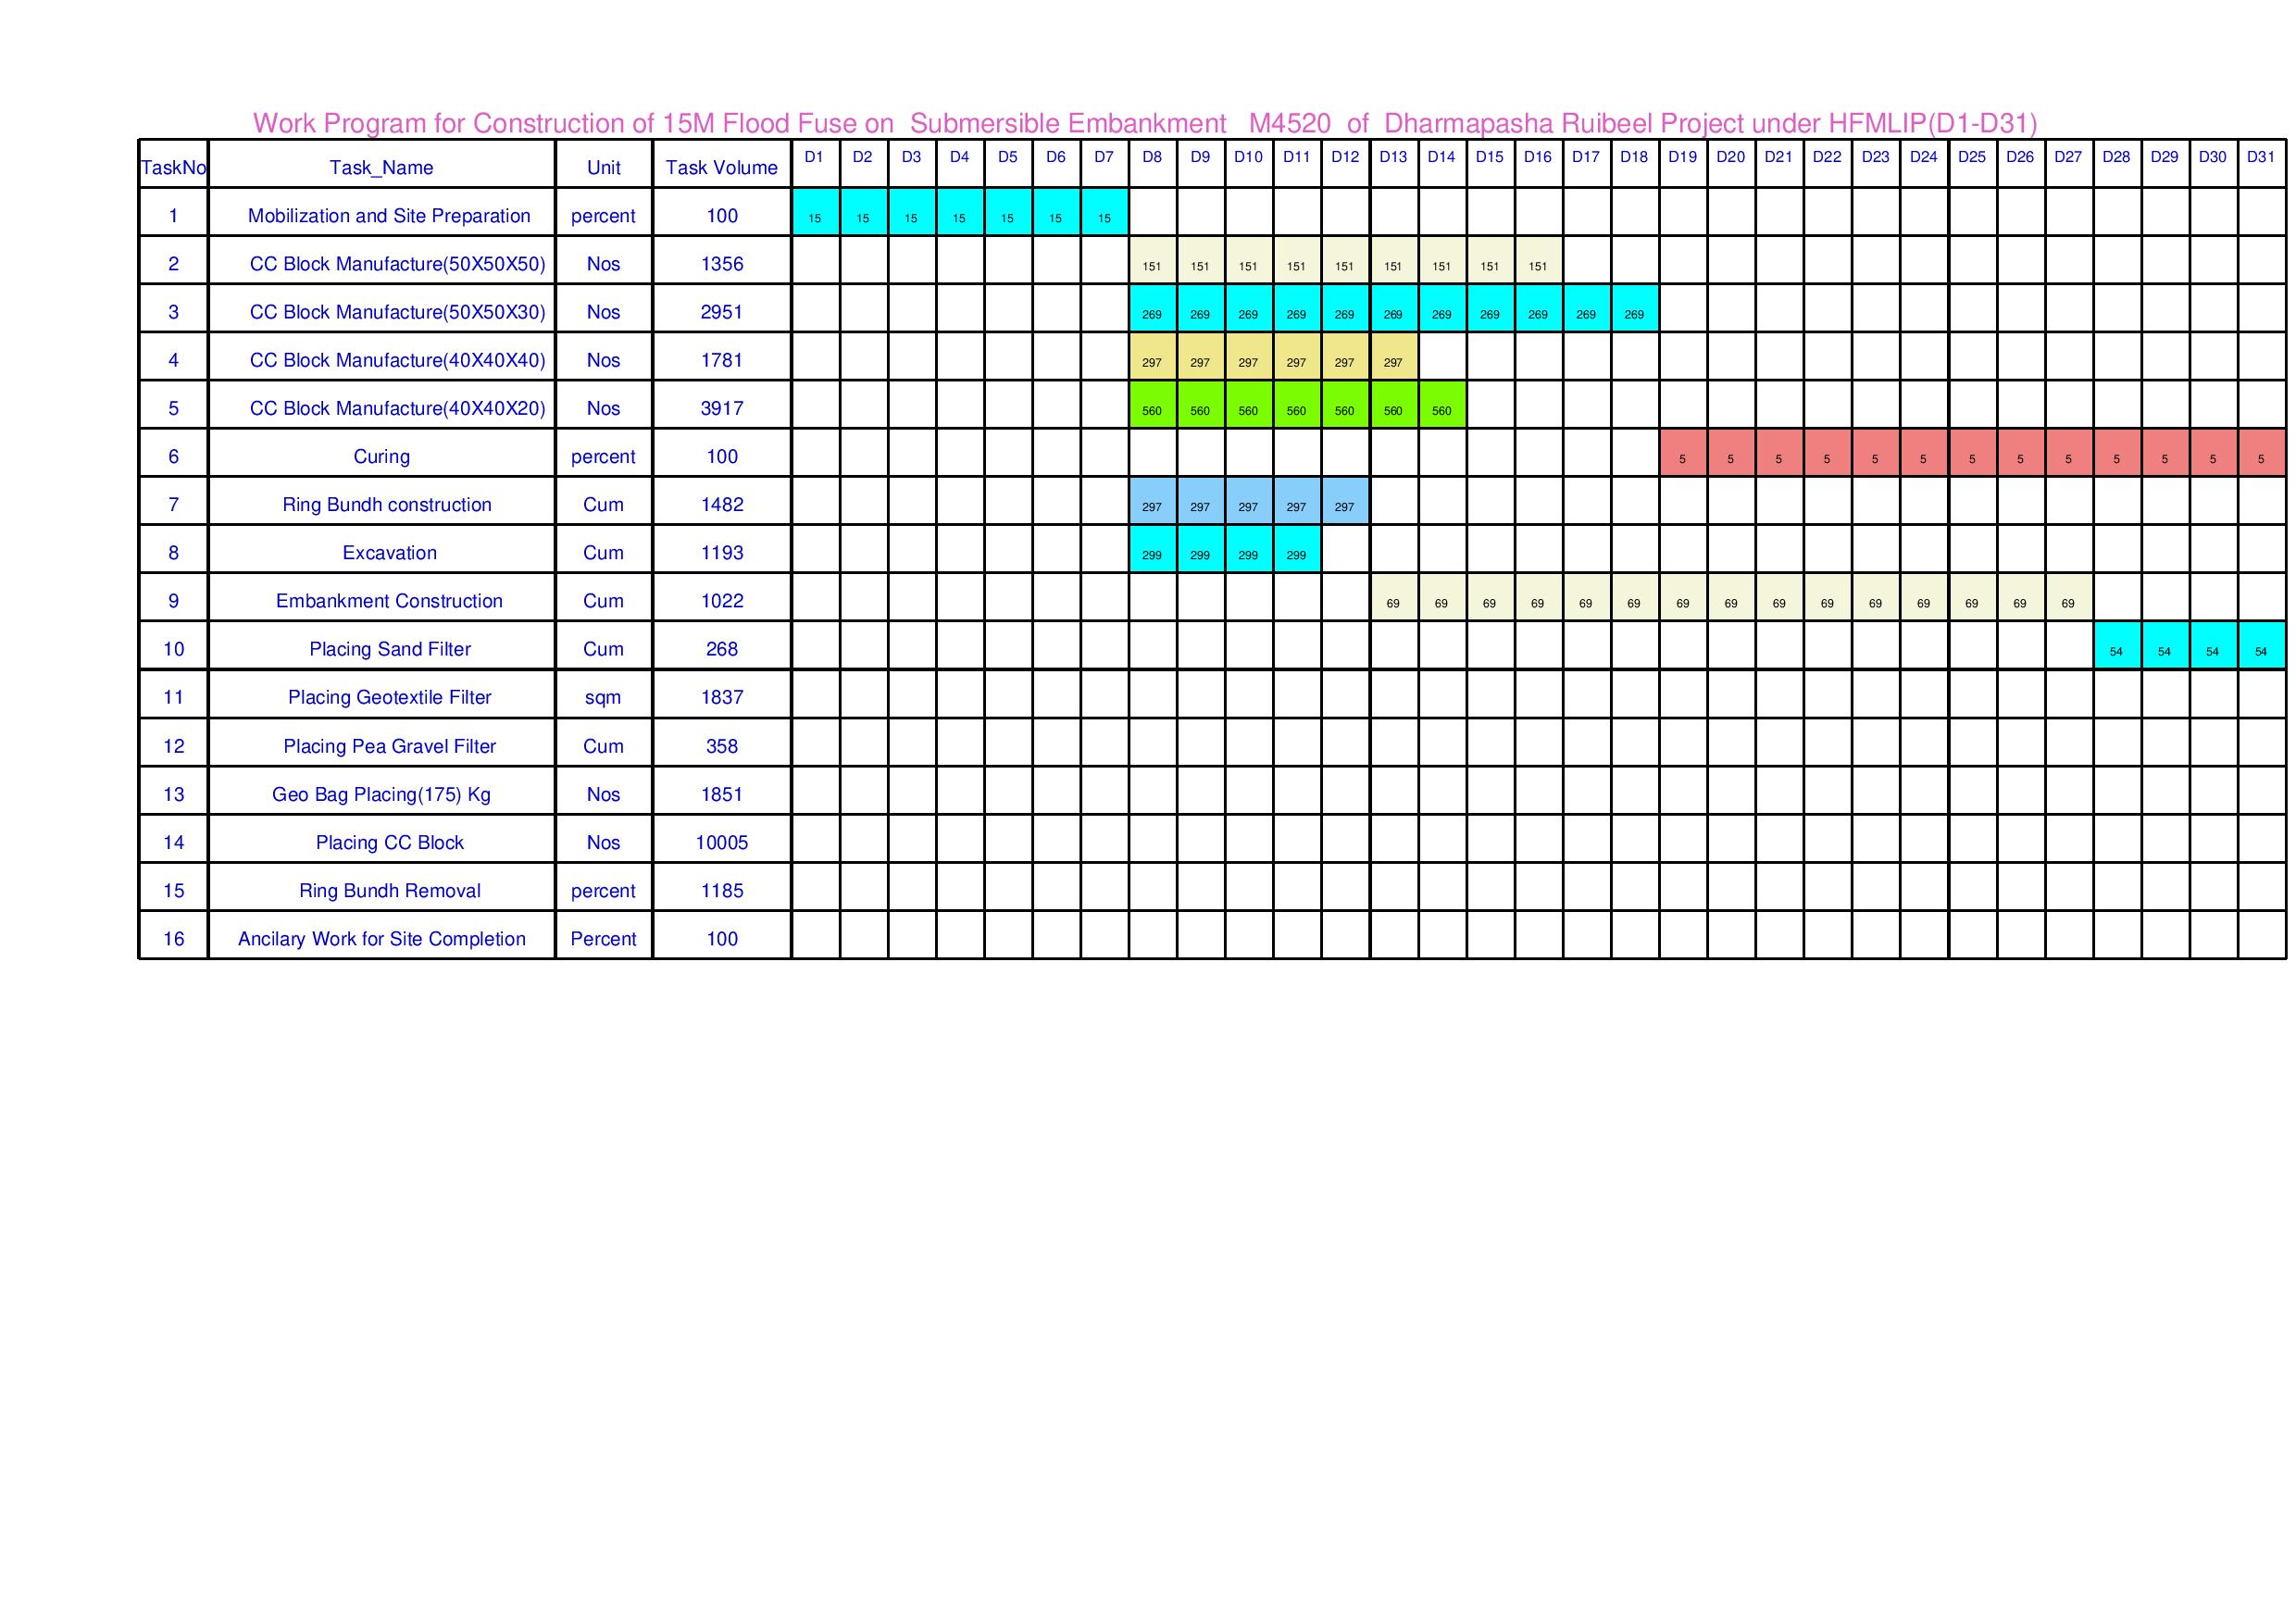 Work Program for Construction of 15M Flood Fuse on  Submersible Embankment   M4520  of  Dharmapasha Ruibeel Project under HFMLIP(D1-D31)
TaskNo Task_Name Unit Task Volume D1 D2 D3 D4 D5 D6 D7 D8 D9 D10 D11 D12 D13 D14 D15 D16 D17 D18 D19 D20 D21 D22 D23 D24 D25 D26 D27 D28 D29 D30 D31
1 Mobilization and Site Preparation percent 100 15 15 15 15 15 15 15
2 CC Block Manufacture(50X50X50) Nos 1356 151 151 151 151 151 151 151 151 151
3 CC Block Manufacture(50X50X30) Nos 2951 269 269 269 269 269 269 269 269 269 269 269
4 CC Block Manufacture(40X40X40) Nos 1781 297 297 297 297 297 297
5 CC Block Manufacture(40X40X20) Nos 3917 560 560 560 560 560 560 560
6 Curing percent 100 5 5 5 5 5 5 5 5 5 5 5 5 5
7 Ring Bundh construction Cum 1482 297 297 297 297 297
8 Excavation Cum 1193 299 299 299 299
9 Embankment Construction Cum 1022 69 69 69 69 69 69 69 69 69 69 69 69 69 69 69
10 Placing Sand Filter Cum 268 54 54 54 54
11 Placing Geotextile Filter sqm 1837
12 Placing Pea Gravel Filter Cum 358
13 Geo Bag Placing(175) Kg Nos 1851
14 Placing CC Block Nos 10005
15 Ring Bundh Removal percent 1185
16 Ancilary Work for Site Completion Percent 100